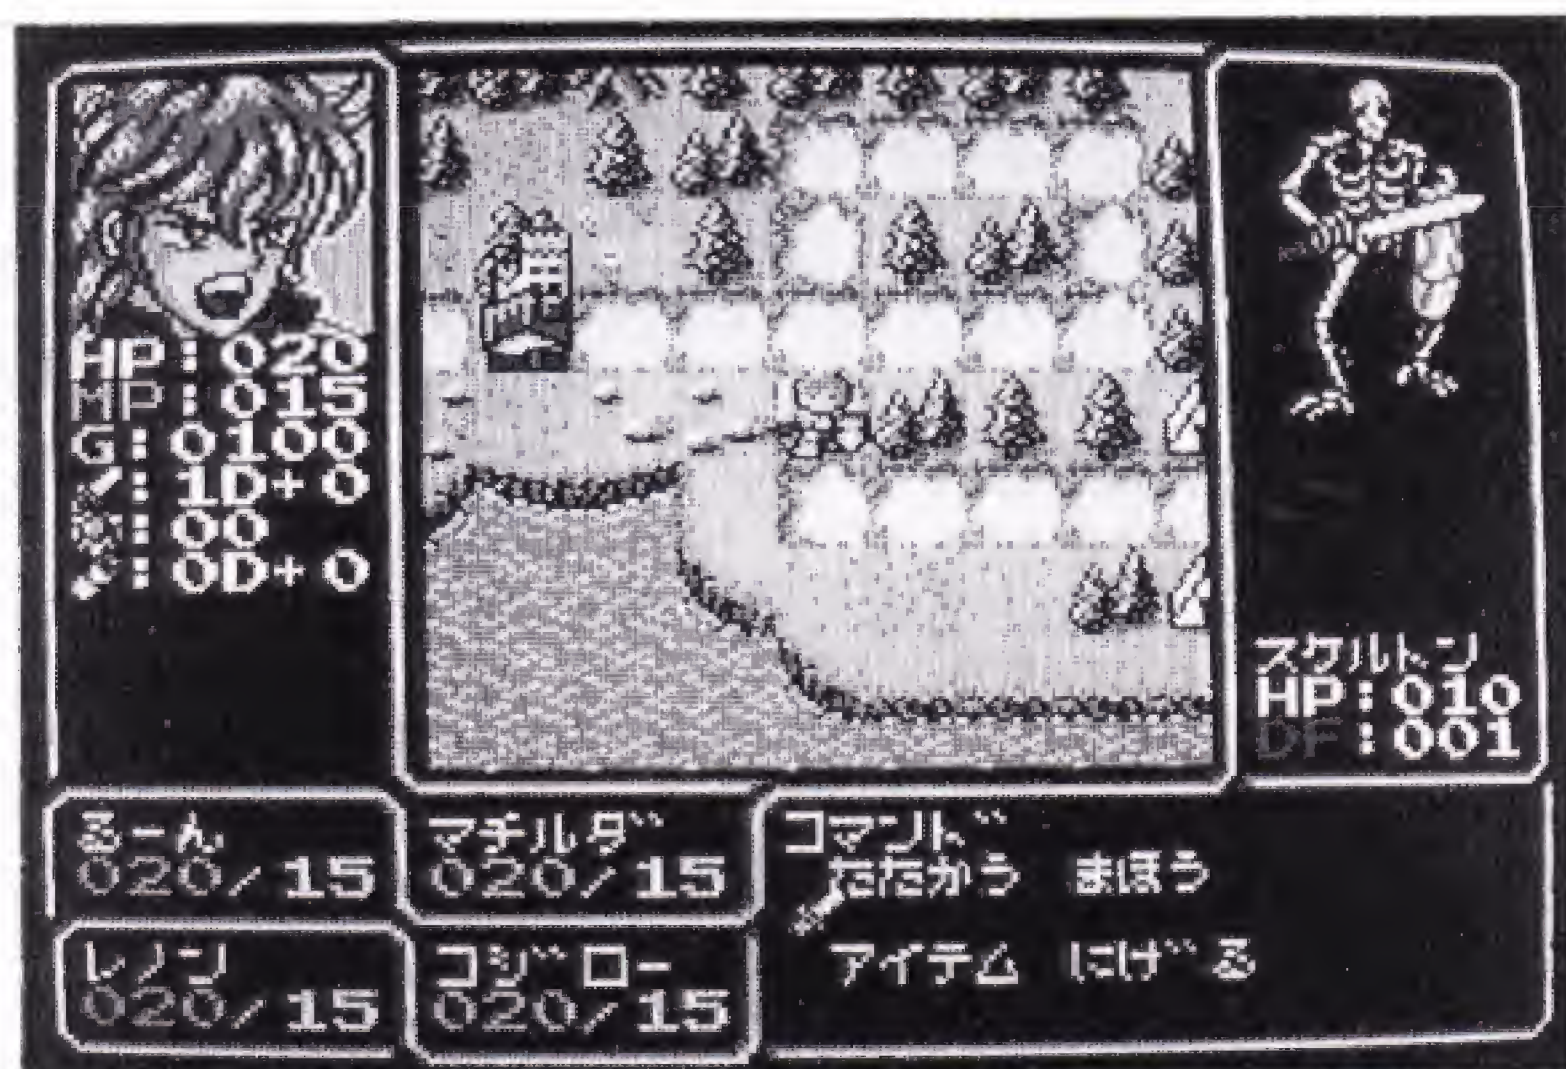 HP:020
MP:015
G:0100
:1D+0
:00
:0D+0
スケルトン
HP:010
DF:001
るーん
020/15
マチルダ
020/15
レノン
020/15
コジロー
020/15
コマンド
たたかう まほう
アイテム にげる